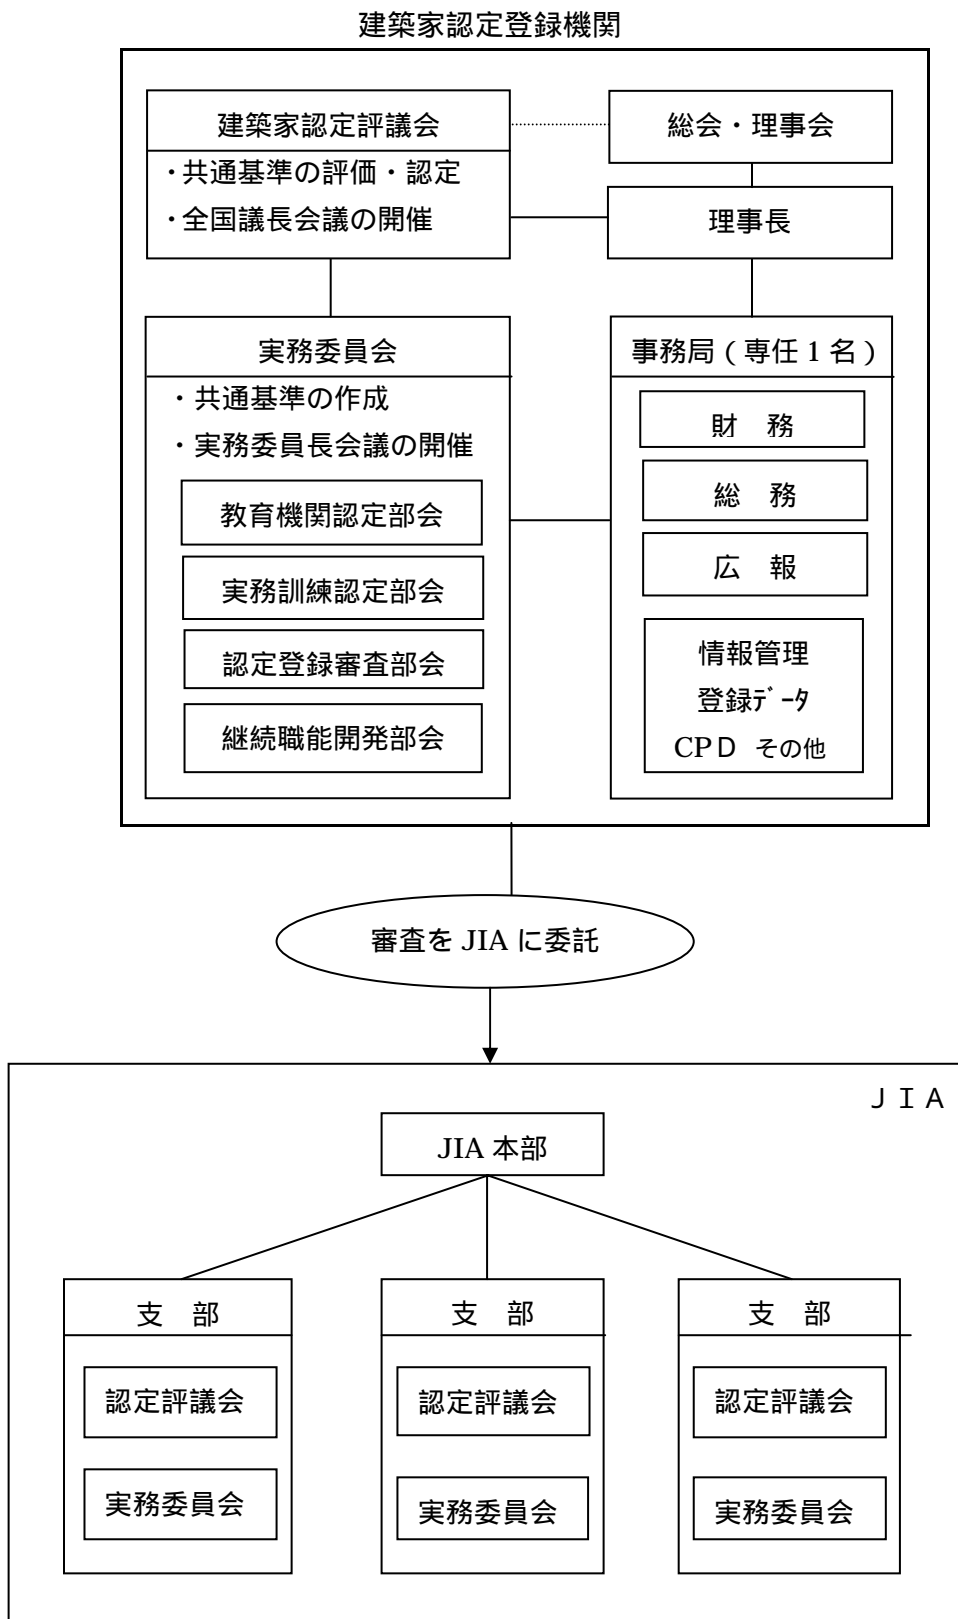 建築家認定登録機関
建築家認定評議会
・共通基準の評価・認定
・全国議長会議の開催
総会・理事会
理事長
実務委員会
・共通基準の作成
・実務委員長会議の開催
教育機関認定部会
実務訓練認定部会
認定登録審査部会
継続職能開発部会
事務局(専任1名)
財 務
総 務
広 報
情報管理
登録ﾃﾞｰﾀ
CPD その他
審査を JIA に委託
JIA
JIA 本部
支 部
認定評議会
実務委員会
支 部
認定評議会
実務委員会
支 部
認定評議会
実務委員会